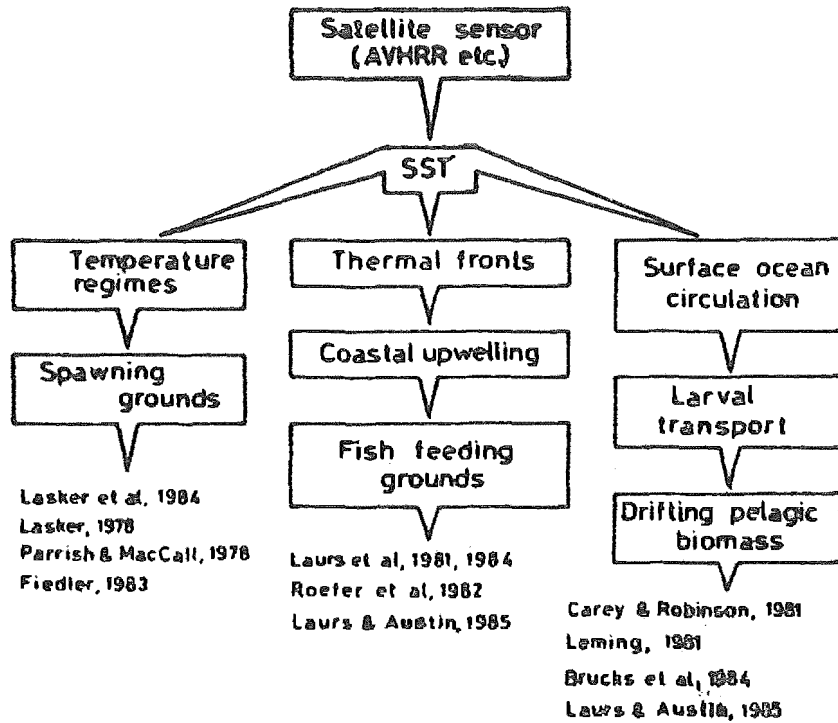 Satellite sensor
(AVHRR etc.)
SST
Temperature
regimes
Spawning
grounds
Lasker et al, 1984
Lasker, 1978
Parrish & MacCall, 1978
Fiedler, 1983
Thermal fronts
Coastal upwelling
Fish feeding
grounds
Laurs et al, 1981, 1984
Roefer et al, 1982
Laurs & Austin, 1985
Surface ocean
circulation
Larval
transport
Drifting pelagic
biomass
Carey & Robinson, 1981
Leming, 1981
Brucks et al, 1984
Laurs & Austin, 1985